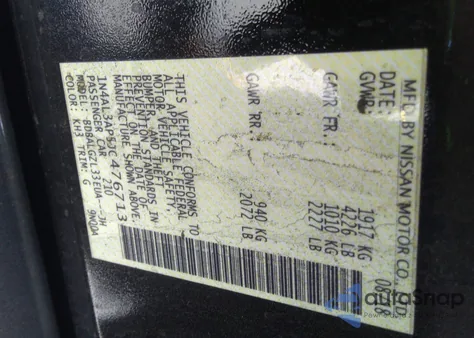 MFD BY NISSAN MOTOR CO., LTD
DATE:
GVWR: 1917 KG
4226 LB
GAWR FR.: 1010 KG
2227 LB
GAWR RR.: 940 KG
2072 LB
THIS VEHICLE CONFORMS TO
ALL APPLICABLE FEDERAL
MOTOR VEHICLE SAFETY,
BUMPER, AND THEFT
PREVENTION STANDARDS IN
EFFECT ON THE DATE OF
MANUFACTURE SHOWN ABOVE.
PASSENGER CAR
COLOR: KH3 TRIM: G
autoSnap